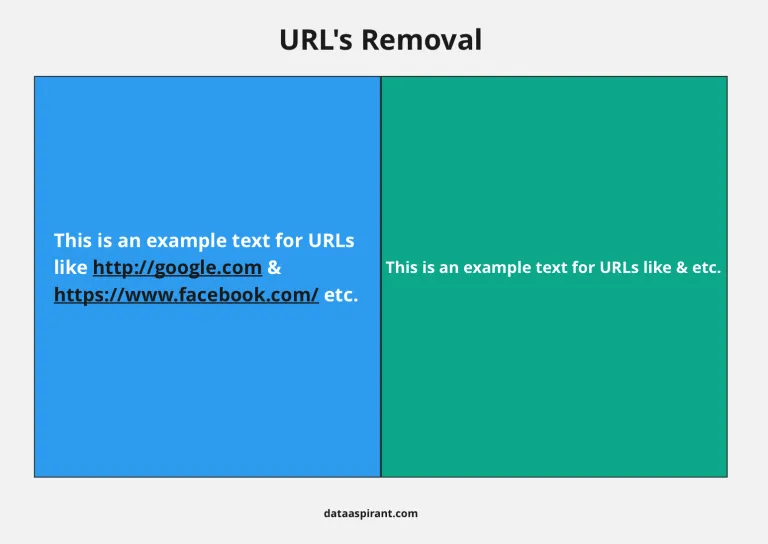 URL's Removal
This is an example text for URLs
like http://google.com &
https://www.facebook.com/ etc.
This is an example text for URLs like & etc.
dataaspirant.com